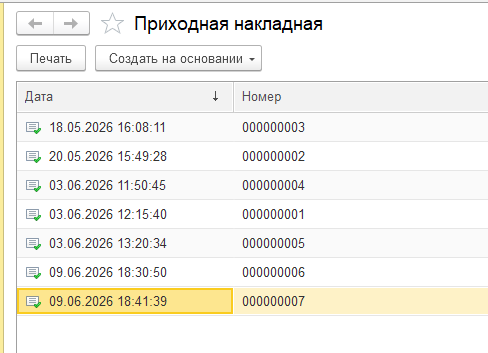 Приходная накладная
Печать Создать на основании
Дата Номер
18.05.2026 16:08:11 000000003
20.05.2026 15:49:28 000000002
03.06.2026 11:50:45 000000004
03.06.2026 12:15:40 000000001
03.06.2026 13:20:34 000000005
09.06.2026 18:30:50 000000006
09.06.2026 18:41:39 000000007